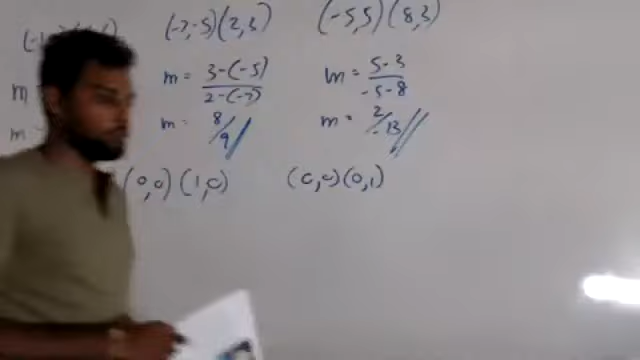 (-7,-5)(2,3)
m = 3-(-5)
2-(-7)
m = 8/9
(-5,5)(8,3)
m = 5-3
-5-8
m = 2/-13
m
m
(0,0)(1,0)
(0,0)(0,1)